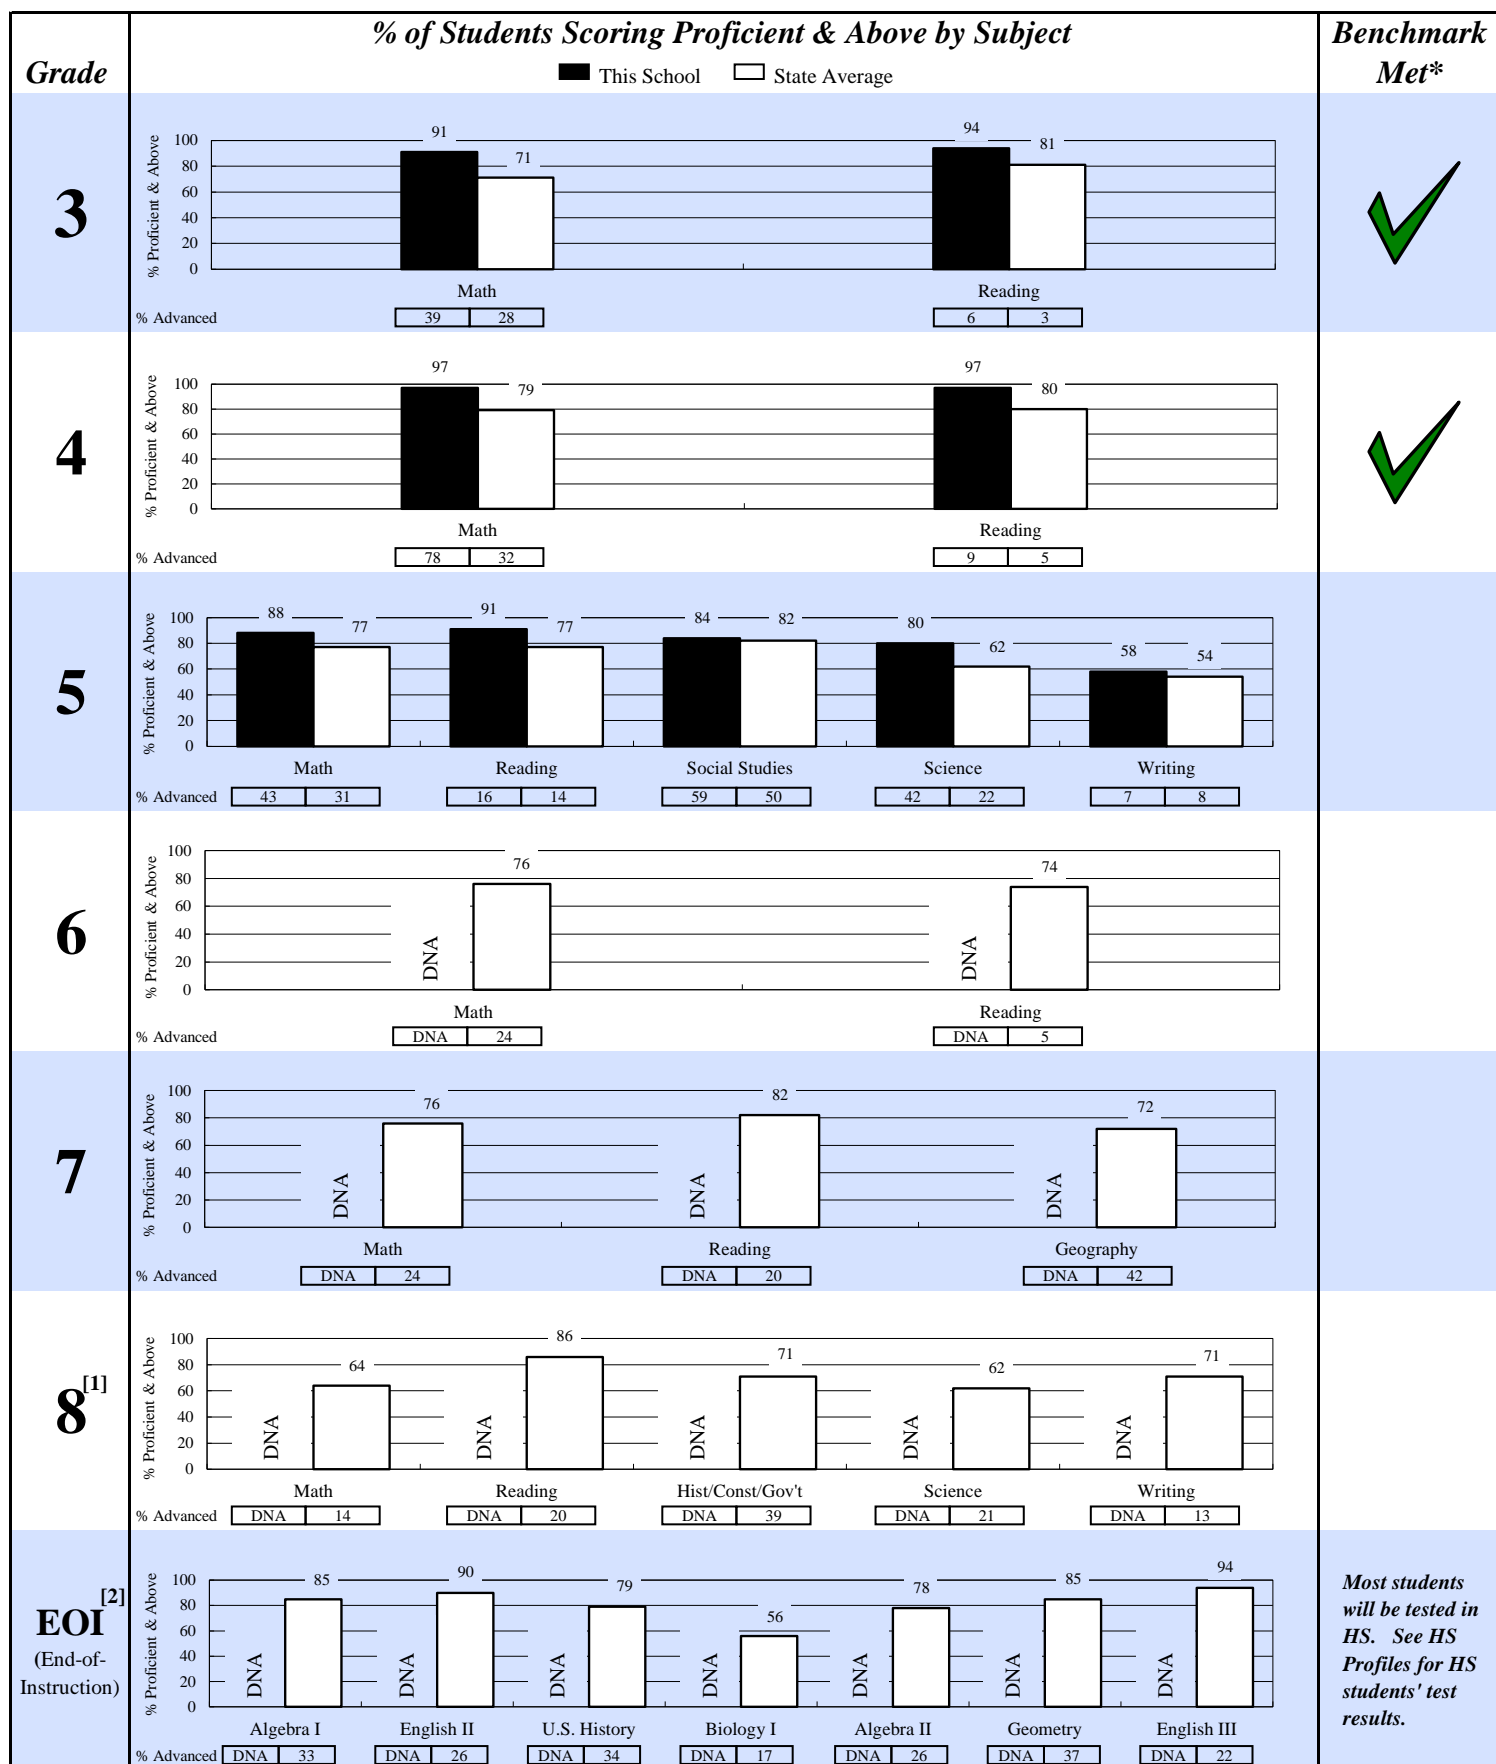 % of Students Scoring Proficient & Above by Subject
Benchmark
Met*
Grade
This School State Average
3
% Proficient & Above
100
80
60
40
20
0
91
71
94
81
Math Reading
% Advanced 39 28 6 3
4
% Proficient & Above
100
80
60
40
20
0
97
79
97
80
Math Reading
% Advanced 78 32 9 5
5
% Proficient & Above
100
80
60
40
20
0
88
77
91
77
84
82
80
62
58
54
Math Reading Social Studies Science Writing
% Advanced 43 31 16 14 59 50 42 22 7 8
6
% Proficient & Above
100
80
60
40
20
0
DNA
76
DNA
74
Math Reading
% Advanced DNA 24 DNA 5
7
% Proficient & Above
100
80
60
40
20
0
DNA
76
DNA
82
DNA
72
Math Reading Geography
% Advanced DNA 24 DNA 20 DNA 42
8[1]
% Proficient & Above
100
80
60
40
20
0
DNA
64
DNA
86
DNA
71
DNA
62
DNA
71
Math Reading Hist/Const/Gov't Science Writing
% Advanced DNA 14 DNA 20 DNA 39 DNA 21 DNA 13
EOI[2]
(End-of-
Instruction)
% Proficient & Above
100
80
60
40
20
0
DNA
85
DNA
90
DNA
79
DNA
56
DNA
78
DNA
85
DNA
94
Algebra I English II U.S. History Biology I Algebra II Geometry English III
% Advanced DNA 33 DNA 26 DNA 34 DNA 17 DNA 26 DNA 37 DNA 22
Most students
will be tested in
HS. See HS
Profiles for HS
students' test
results.